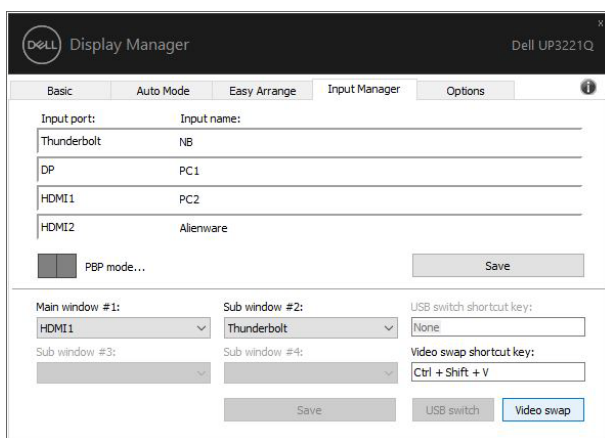 x
DELL Display Manager Dell UP3221Q
Basic Auto Mode Easy Arrange Input Manager Options i
Input port: Input name:
Thunderbolt NB
DP PC1
HDMI1 PC2
HDMI2 Alienware
PBP mode... Save
Main window #1: Sub window #2: USB switch shortcut key:
HDMI1 Thunderbolt None
Sub window #3: Sub window #4: Video swap shortcut key:
Ctrl + Shift + V
Save USB switch Video swap